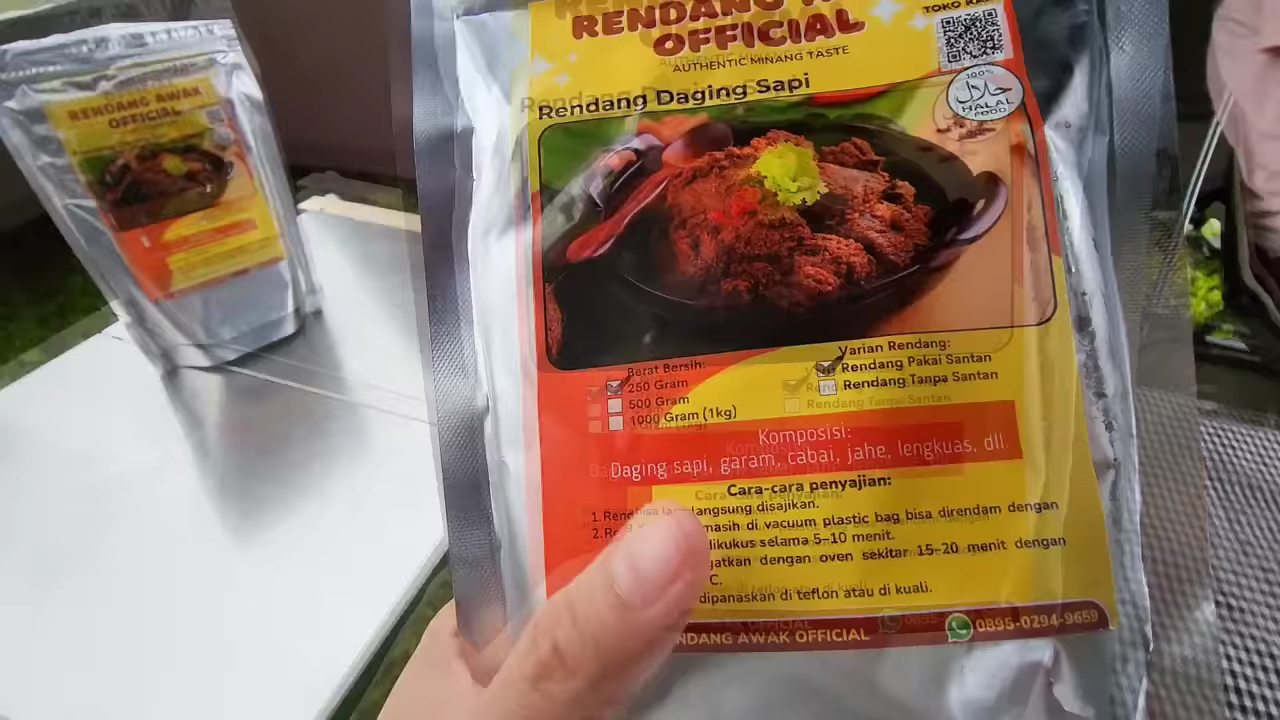 RENDANG AWAK
OFFICIAL
RENDANG
OFFICIAL
AUTHENTIC MINANG TASTE
TOKO
100%
حلال
HALAL
FOOD
Rendang Daging Sapi
Berat Bersih:
250 Gram
500 Gram
1000 Gram (1kg)
Varian Rendang:
Rendang Pakai Santan
Rendang Tanpa Santan
Komposisi:
Daging sapi, garam, cabai, jahe, lengkuas, dll.
Cara-cara penyajian:
1. langsung disajikan.
2. masih di vacuum plastic bag bisa direndam dengan
dikukus selama 5-10 menit.
dengan oven sekitar 15-20 menit dengan
C.
dipanaskan di teflon atau di kuali.
NDANG AWAK OFFICIAL
0895-0294-9659